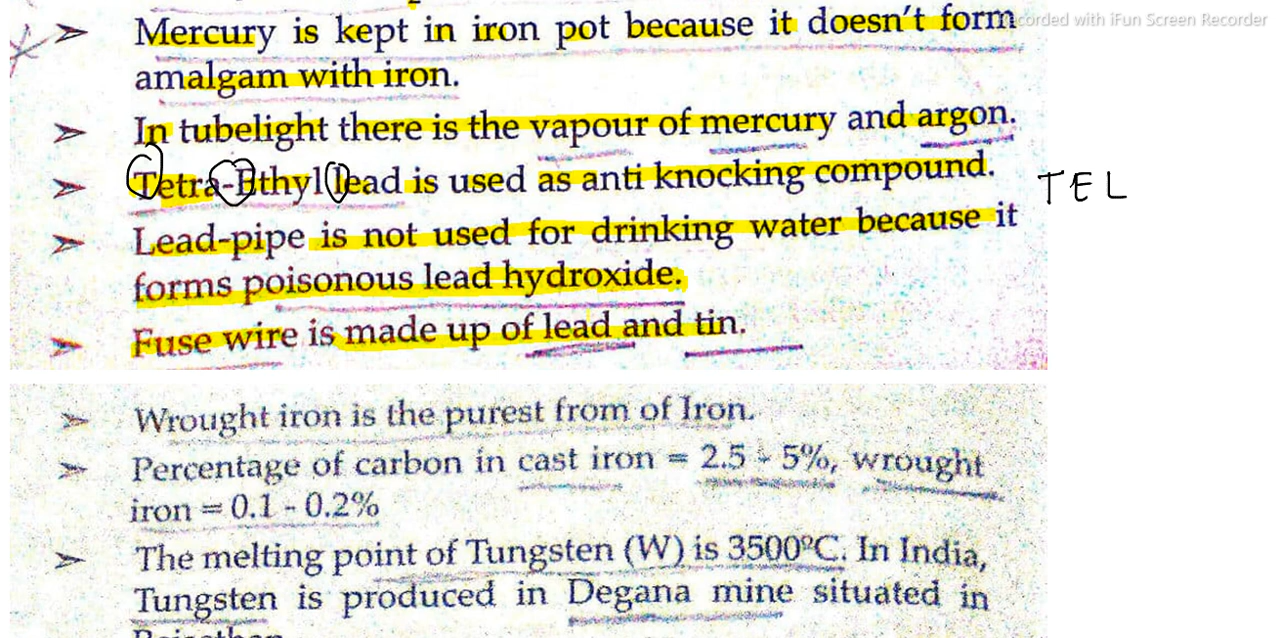 Recorded with iFun Screen Recorder
➢ Mercury is kept in iron pot because it doesn't form
amalgam with iron.
➢ In tubelight there is the vapour of mercury and argon.
➢ Tetra-Ethyl lead is used as anti knocking compound. TEL
➢ Lead-pipe is not used for drinking water because it
forms poisonous lead hydroxide.
➢ Fuse wire is made up of lead and tin.
➢ Wrought iron is the purest from of Iron.
➢ Percentage of carbon in cast iron = 2.5 - 5%, wrought
iron = 0.1 - 0.2%
➢ The melting point of Tungsten (W) is 3500ºC. In India,
Tungsten is produced in Degana mine situated in